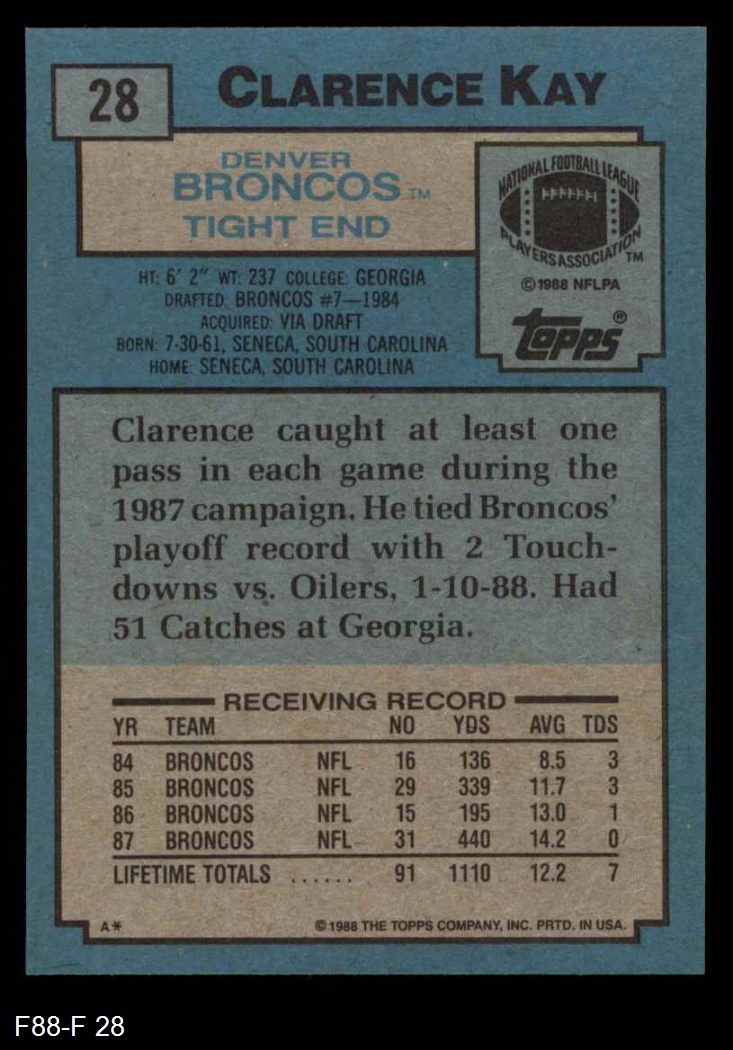 28
CLARENCE KAY
DENVER
BRONCOS™
TIGHT END
NATIONAL FOOTBALL LEAGUE
PLAYERS ASSOCIATION™
©1988 NFLPA
topps®
HT: 6' 2" WT: 237 COLLEGE: GEORGIA
DRAFTED: BRONCOS #7—1984
ACQUIRED: VIA DRAFT
BORN: 7-30-61, SENECA, SOUTH CAROLINA
HOME: SENECA, SOUTH CAROLINA
Clarence caught at least one
pass in each game during the
1987 campaign. He tied Broncos'
playoff record with 2 Touch-
downs vs. Oilers, 1-10-88. Had
51 Catches at Georgia.
RECEIVING RECORD
YR TEAM NO YDS AVG TDS
84 BRONCOS NFL 16 136 8.5 3
85 BRONCOS NFL 29 339 11.7 3
86 BRONCOS NFL 15 195 13.0 1
87 BRONCOS NFL 31 440 14.2 0
LIFETIME TOTALS ...... 91 1110 12.2 7
A* ©1988 THE TOPPS COMPANY, INC. PRTD. IN USA.
F88-F 28